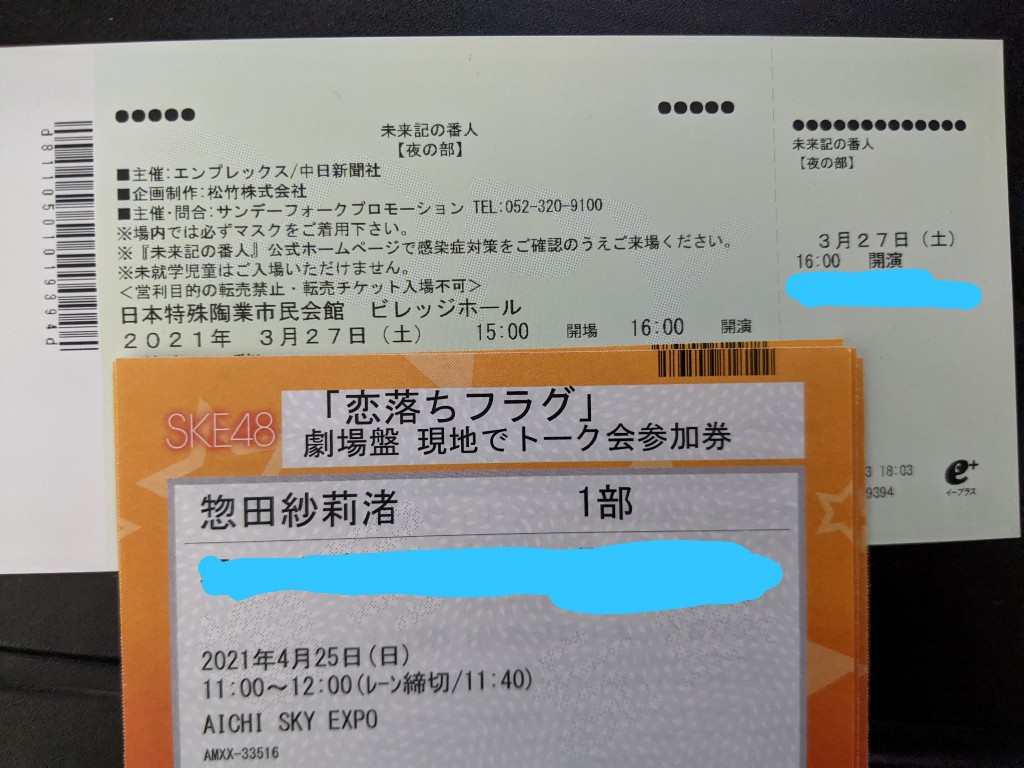 d8110501019394d
●●●●●
●●●●●
未来記の番人
【夜の部】
■主催:エンプレックス/中日新聞社
■企画制作:松竹株式会社
■主催・問合:サンデーフォークプロモーション TEL:052-320-9100
※場内では必ずマスクをご着用下さい。
※『未来記の番人』公式ホームページで感染症対策をご確認のうえご来場ください。
※未就学児童はご入場いただけません。
<営利目的の転売禁止・転売チケット入場不可>
日本特殊陶業市民会館 ビレッジホール
2021年 3月27日(土) 15:00 開場 16:00 開演
●●●●●●●●●●●●●
未来記の番人
【夜の部】
3月27日(土)
16:00 開演
3 18:03
9394
e+
イープラス
SKE48
「恋落ちフラグ」
劇場盤 現地でトーク会参加券
惣田紗莉渚 1部
2021年4月25日(日)
11:00~12:00(レーン締切/11:40)
AICHI SKY EXPO
AMXX-33516